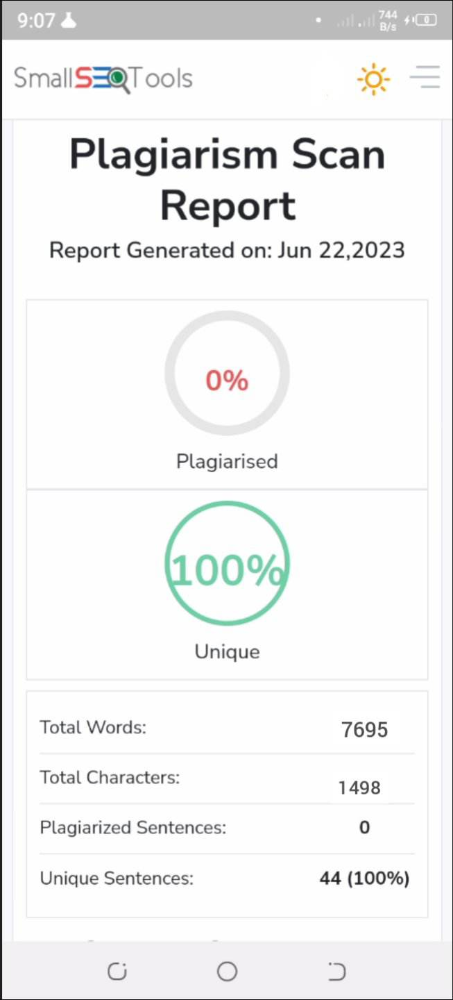 9:07
744
B/s
0
SmallSEOTools
Plagiarism Scan
Report
Report Generated on: Jun 22,2023
0%
Plagiarised
100%
Unique
Total Words: 7695
Total Characters: 1498
Plagiarized Sentences: 0
Unique Sentences: 44 (100%)